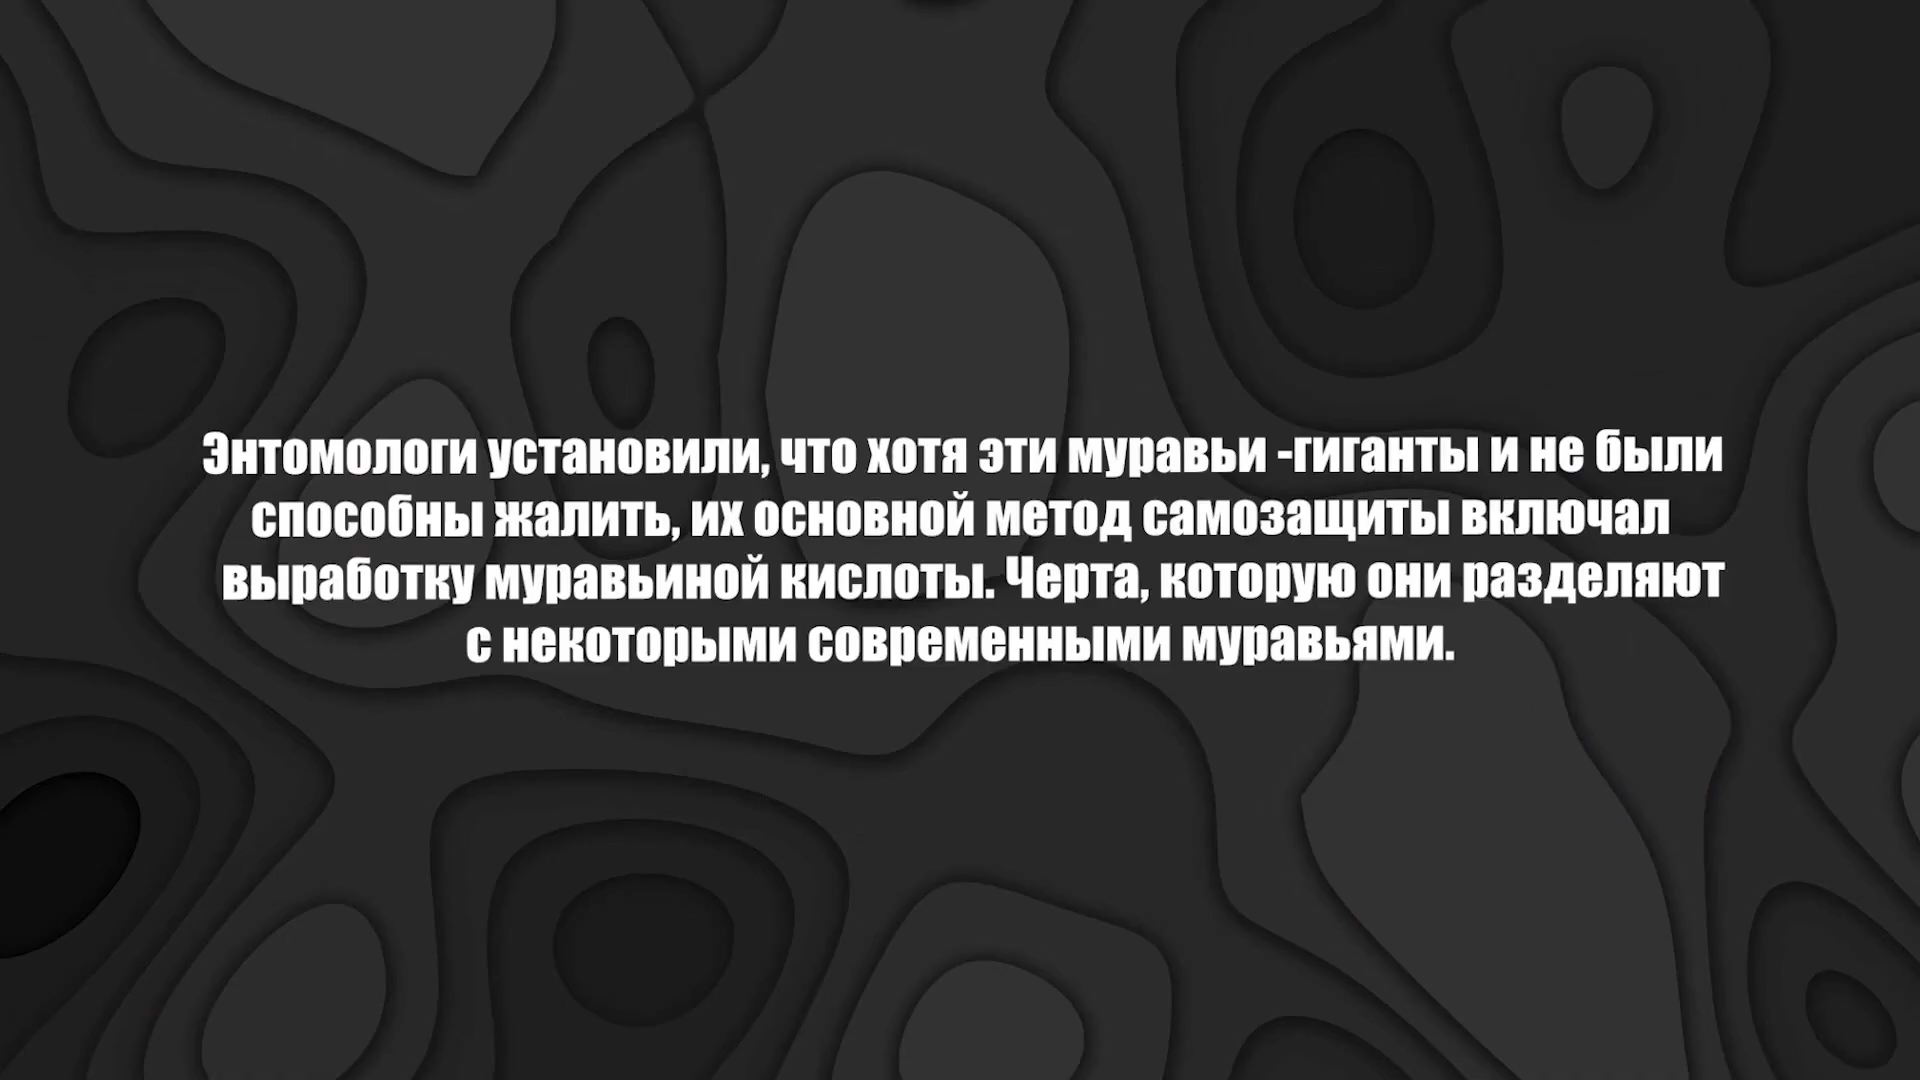 Энтомологи установили, что хотя эти муравьи -гиганты и не были
способны жалить, их основной метод самозащиты включал
выработку муравьиной кислоты. Черта, которую они разделяют
с некоторыми современными муравьями.